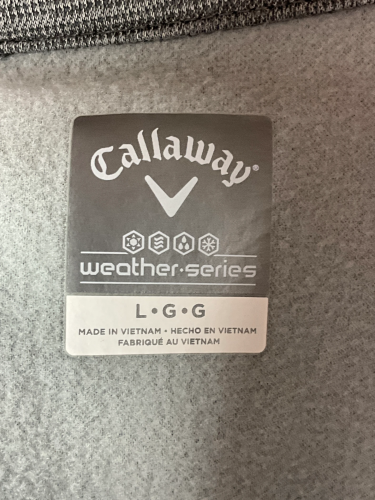 Callaway®
weather·series
L•G•G
MADE IN VIETNAM • HECHO EN VIETNAM
FABRIQUÉ AU VIETNAM